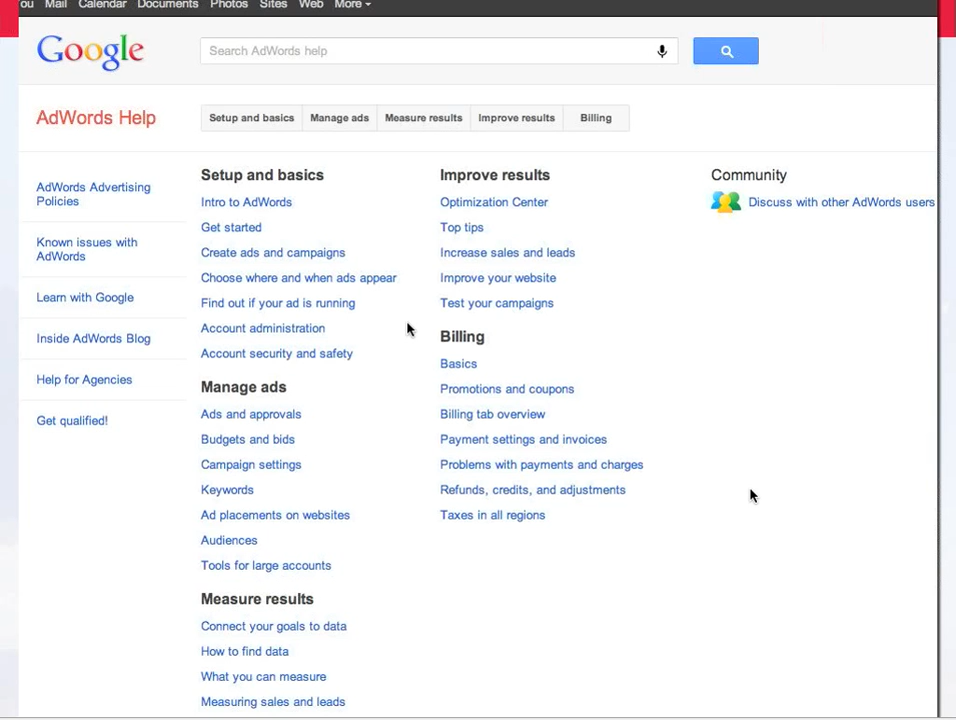 ou Mail Calendar Documents Photos Sites Web More
Google
Search AdWords help
AdWords Help
Setup and basics Manage ads Measure results Improve results Billing
AdWords Advertising
Policies
Known issues with
AdWords
Learn with Google
Inside AdWords Blog
Help for Agencies
Get qualified!
Setup and basics
Intro to AdWords
Get started
Create ads and campaigns
Choose where and when ads appear
Find out if your ad is running
Account administration
Account security and safety
Manage ads
Ads and approvals
Budgets and bids
Campaign settings
Keywords
Ad placements on websites
Audiences
Tools for large accounts
Measure results
Connect your goals to data
How to find data
What you can measure
Measuring sales and leads
Improve results
Optimization Center
Top tips
Increase sales and leads
Improve your website
Test your campaigns
Billing
Basics
Promotions and coupons
Billing tab overview
Payment settings and invoices
Problems with payments and charges
Refunds, credits, and adjustments
Taxes in all regions
Community
Discuss with other AdWords users